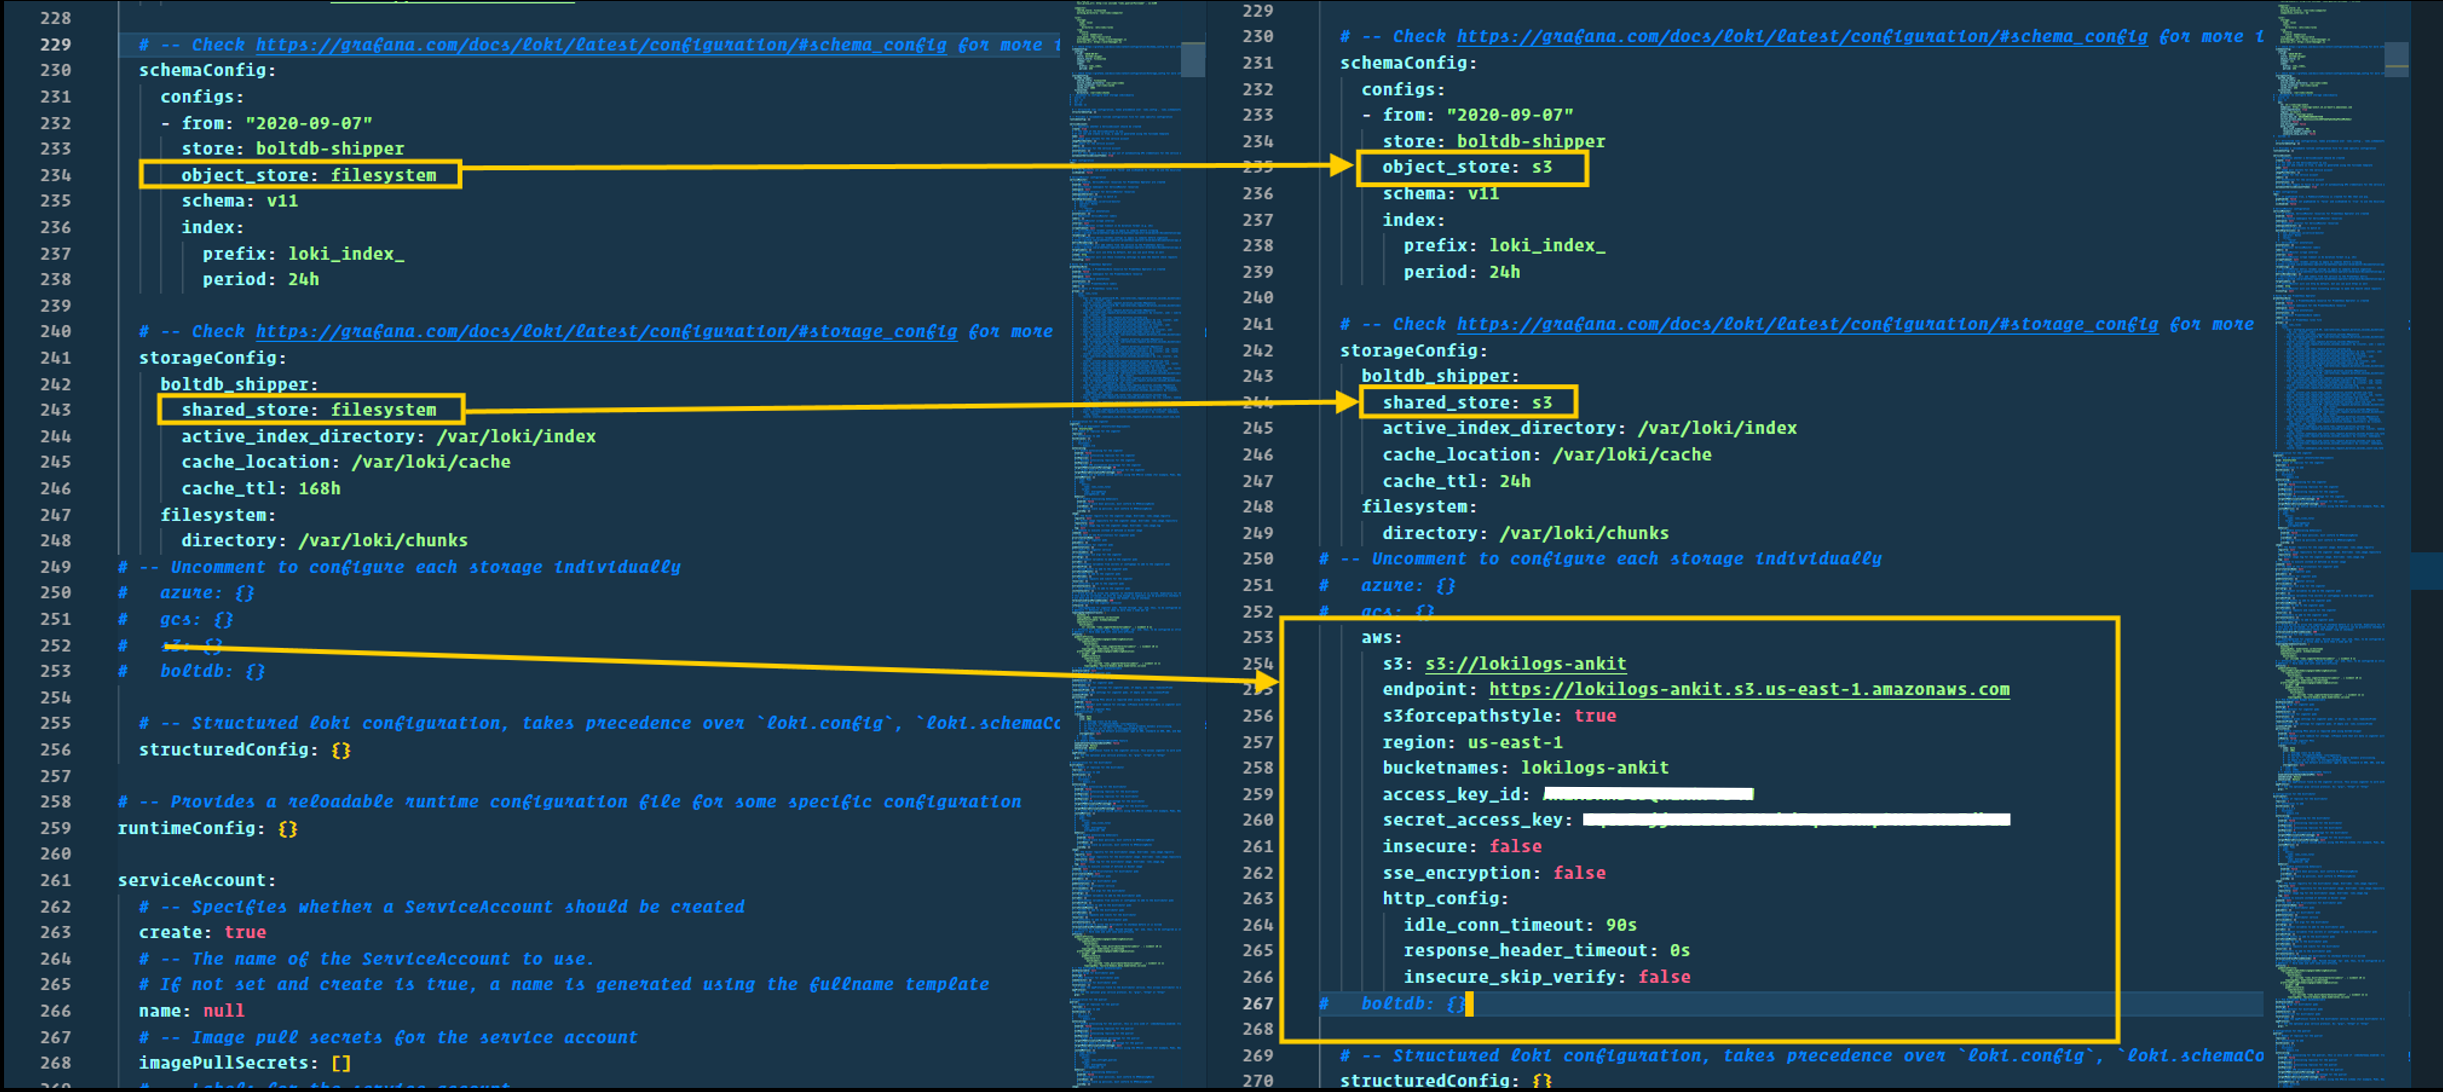 228
229 # -- Check https://grafana.com/docs/loki/latest/configuration/#schema_config for more
230 schemaConfig:
231 configs:
232 - from: "2020-09-07"
233 store: boltdb-shipper
234 object_store: filesystem
235 schema: v11
236 index:
237 prefix: loki_index_
238 period: 24h
239
240 # -- Check https://grafana.com/docs/loki/latest/configuration/#storage_config for more
241 storageConfig:
242 boltdb_shipper:
243 shared_store: filesystem
244 active_index_directory: /var/loki/index
245 cache_location: /var/loki/cache
246 cache_ttl: 168h
247 filesystem:
248 directory: /var/loki/chunks
249 # -- Uncomment to configure each storage individually
250 # azure: {}
251 # gcs: {}
252 # s3: {}
253 # boltdb: {}
254
255 # -- Structured loki configuration, takes precedence over `loki.config`, `loki.schemaCo
256 structuredConfig: {}
257
258 # -- Provides a reloadable runtime configuration file for some specific configuration
259 runtimeConfig: {}
260
261 serviceAccount:
262 # -- Specifies whether a ServiceAccount should be created
263 create: true
264 # -- The name of the ServiceAccount to use.
265 # If not set and create is true, a name is generated using the fullname template
266 name: null
267 # -- Image pull secrets for the service account
268 imagePullSecrets: []
269 # -- Labels for the service account
229
230 # -- Check https://grafana.com/docs/loki/latest/configuration/#schema_config for more
231 schemaConfig:
232 configs:
233 - from: "2020-09-07"
234 store: boltdb-shipper
235 object_store: s3
236 schema: v11
237 index:
238 prefix: loki_index_
239 period: 24h
240
241 # -- Check https://grafana.com/docs/loki/latest/configuration/#storage_config for more
242 storageConfig:
243 boltdb_shipper:
244 shared_store: s3
245 active_index_directory: /var/loki/index
246 cache_location: /var/loki/cache
247 cache_ttl: 24h
248 filesystem:
249 directory: /var/loki/chunks
250 # -- Uncomment to configure each storage individually
251 # azure: {}
252 # gcs: {}
253 aws:
254 s3: s3://lokilogs-ankit
255 endpoint: https://lokilogs-ankit.s3.us-east-1.amazonaws.com
256 s3forcepathstyle: true
257 region: us-east-1
258 bucketnames: lokilogs-ankit
259 access_key_id:
260 secret_access_key:
261 insecure: false
262 sse_encryption: false
263 http_config:
264 idle_conn_timeout: 90s
265 response_header_timeout: 0s
266 insecure_skip_verify: false
267 # boltdb: {}
268
269 # -- Structured loki configuration, takes precedence over `loki.config`, `loki.schemaCo
270 structuredConfig: {}